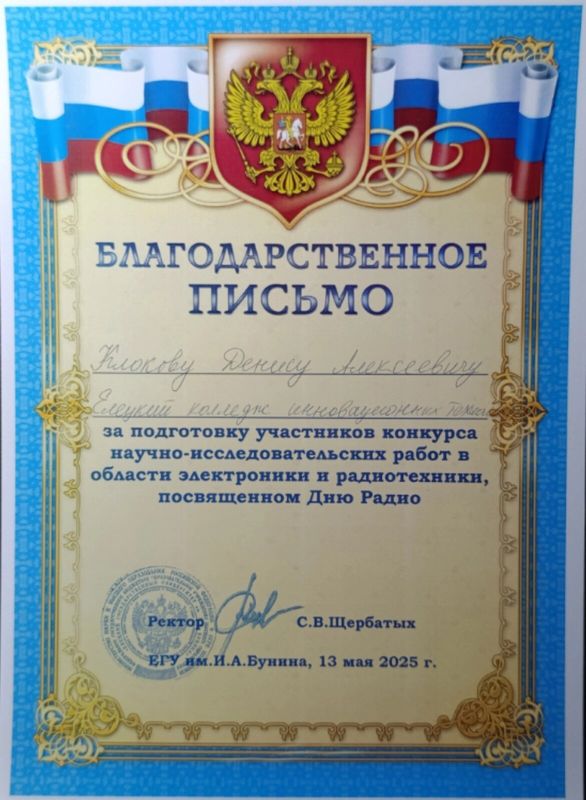 БЛАГОДАРСТВЕННОЕ
ПИСЬМО
Клокову Денису Алексеевичу
Елецкий колледж инновационных
за подготовку участников конкурса
научно-исследовательских работ в
области электроники и радиотехники,
посвященном Дню Радио
Ректор С.В.Щербатых
ЕГУ им.И.А.Бунина, 13 мая 2025 г.